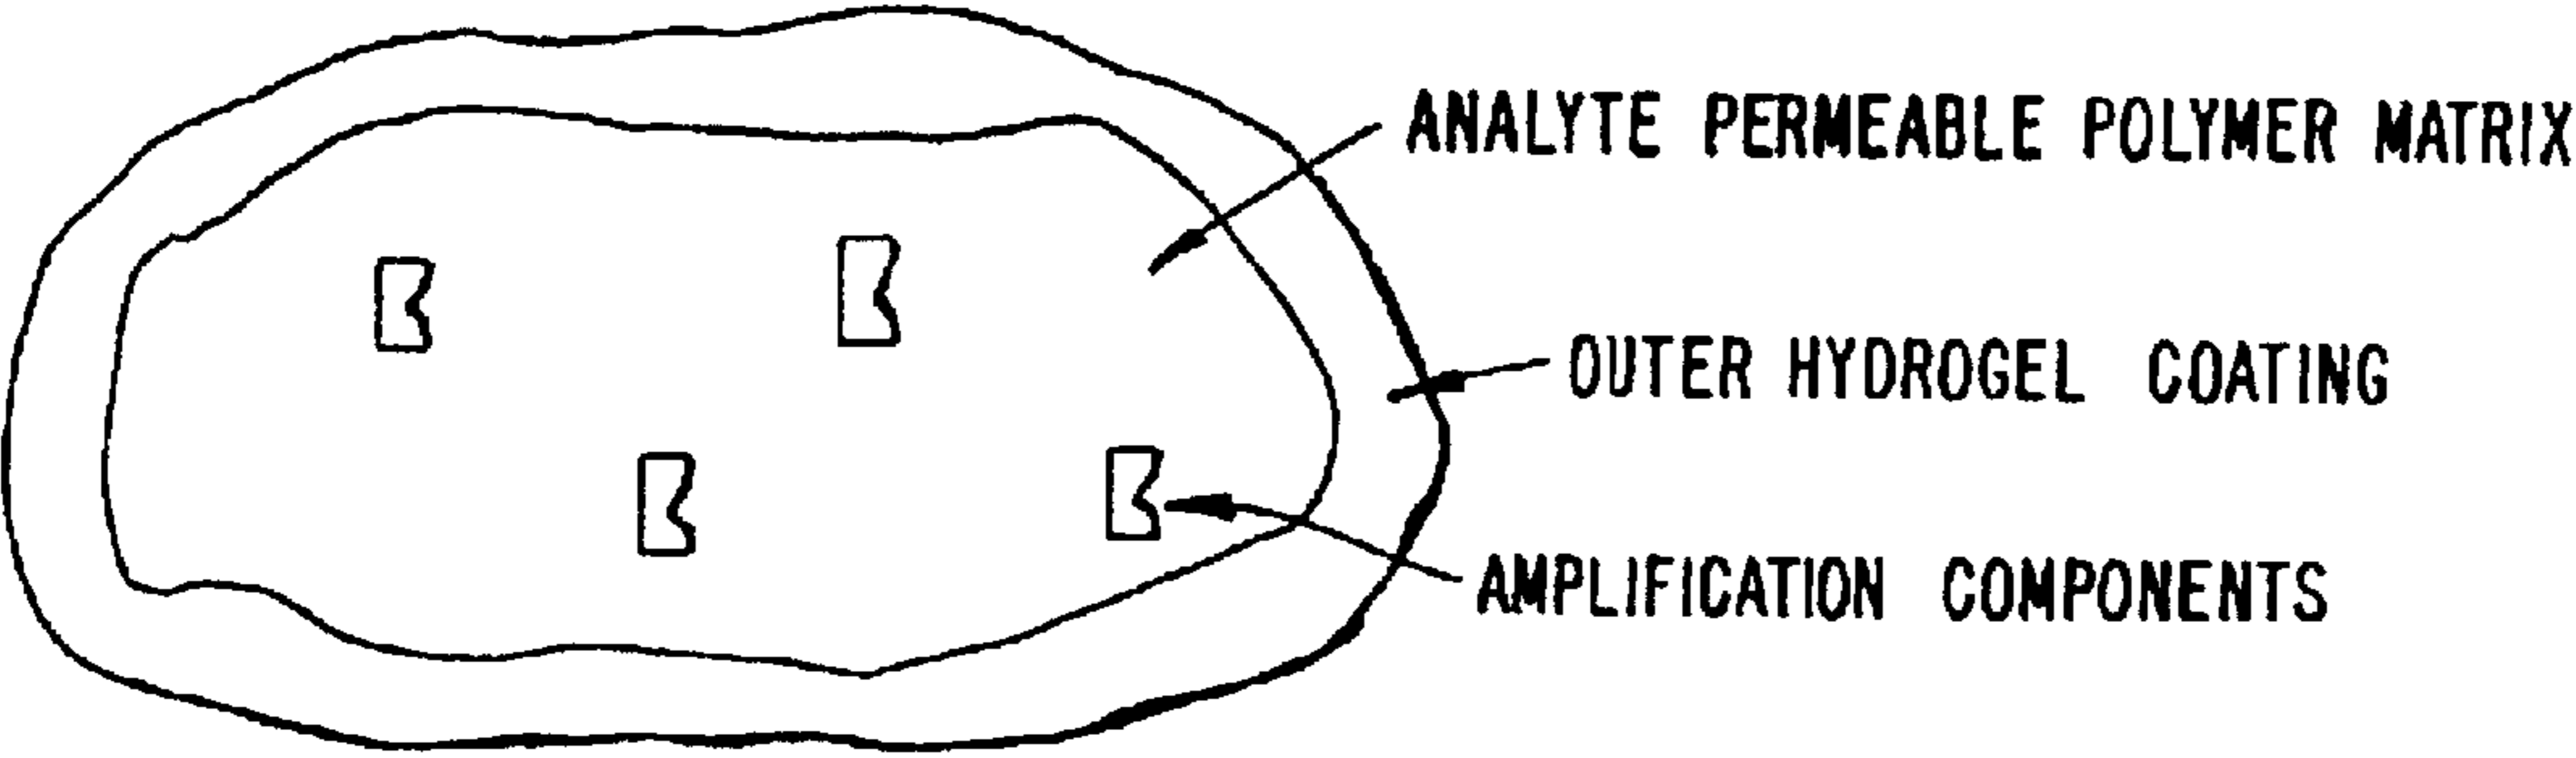 ANALYTE PERMEABLE POLYMER MATRIX
OUTER HYDROGEL COATING
AMPLIFICATION COMPONENTS